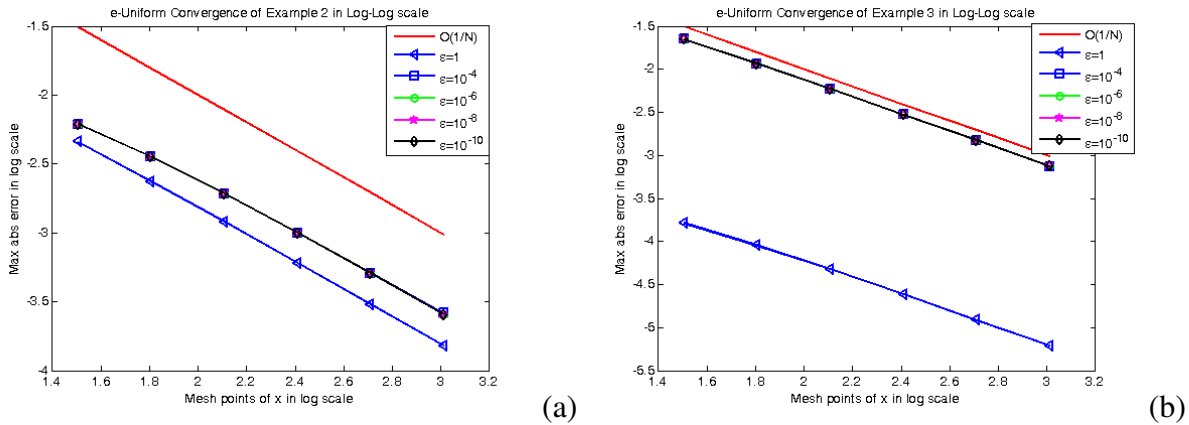 e-Uniform Convergence of Example 2 in Log-Log scale
-1.5
-2
-2.5
-3
-3.5
-4
Max abs error in log scale
O(1/N)
ε=1
ε=10⁻⁴
ε=10⁻⁶
ε=10⁻⁸
ε=10⁻¹⁰
1.4 1.6 1.8 2 2.2 2.4 2.6 2.8 3 3.2
Mesh points of x in log scale
(a)
e-Uniform Convergence of Example 3 in Log-Log scale
-1.5
-2
-2.5
-3
-3.5
-4
-4.5
-5
-5.5
Max abs error in log scale
O(1/N)
ε=1
ε=10⁻⁴
ε=10⁻⁶
ε=10⁻⁸
ε=10⁻¹⁰
1.4 1.6 1.8 2 2.2 2.4 2.6 2.8 3 3.2
Mesh points of x in log scale
(b)